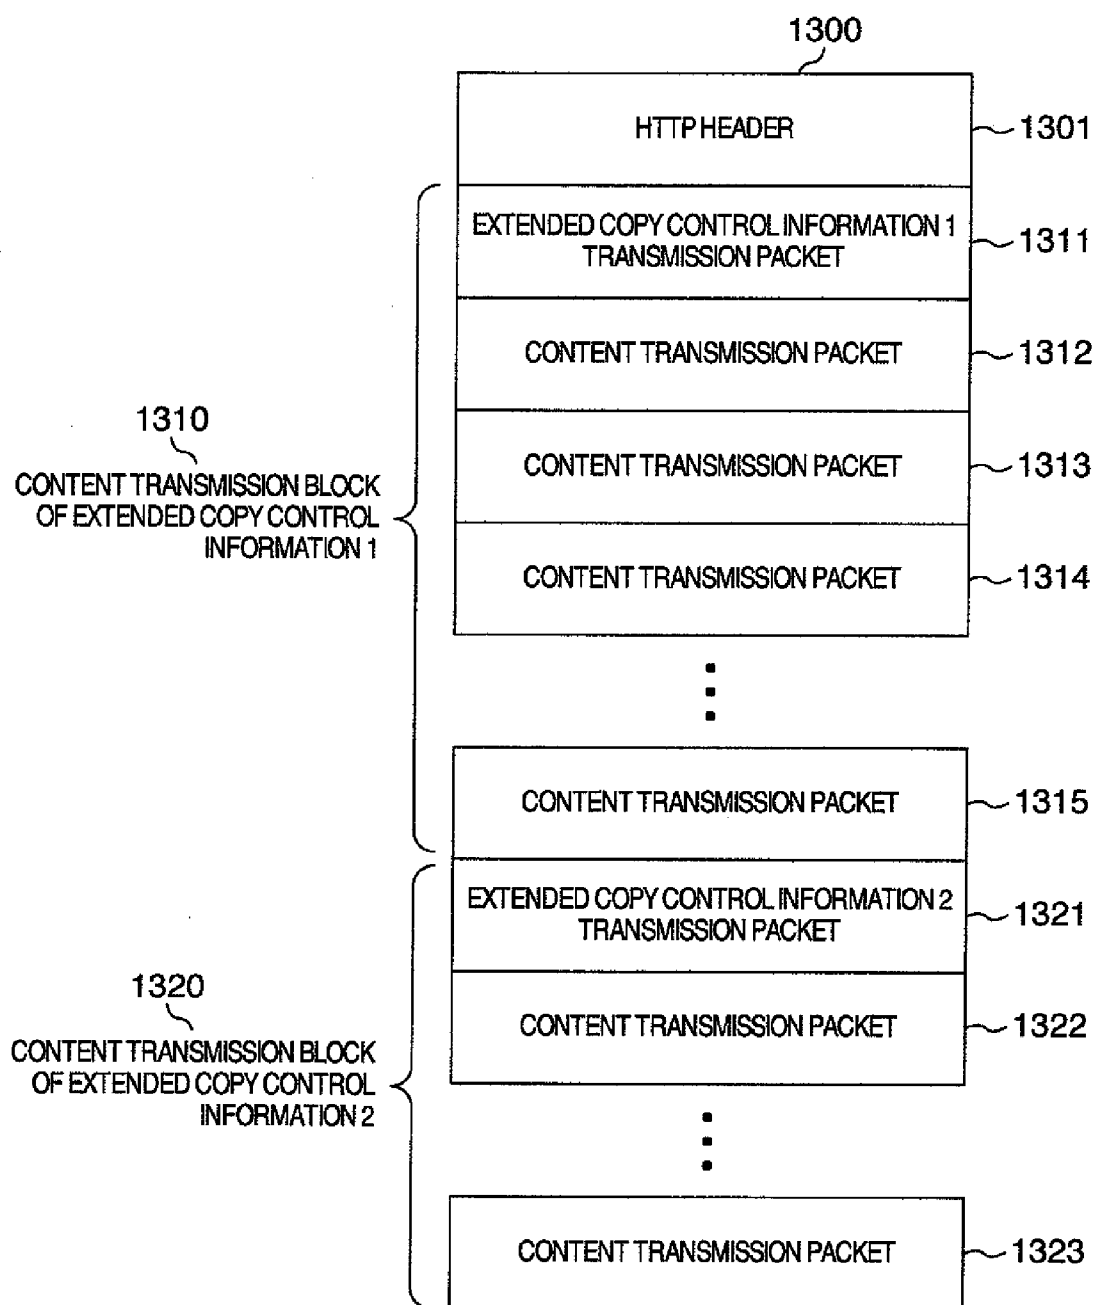 1300
HTTP HEADER
1301
EXTENDED COPY CONTROL INFORMATION 1
TRANSMISSION PACKET
1311
CONTENT TRANSMISSION PACKET
1312
1310
CONTENT TRANSMISSION BLOCK
OF EXTENDED COPY CONTROL
INFORMATION 1
CONTENT TRANSMISSION PACKET
1313
CONTENT TRANSMISSION PACKET
1314
CONTENT TRANSMISSION PACKET
1315
EXTENDED COPY CONTROL INFORMATION 2
TRANSMISSION PACKET
1321
1320
CONTENT TRANSMISSION BLOCK
OF EXTENDED COPY CONTROL
INFORMATION 2
CONTENT TRANSMISSION PACKET
1322
CONTENT TRANSMISSION PACKET
1323